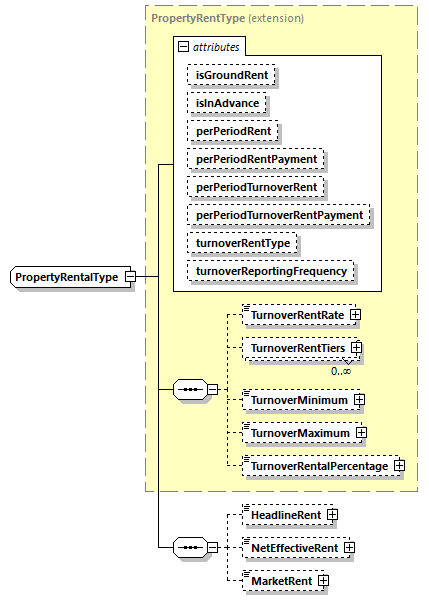 PropertyRentType (extension)
attributes
isGroundRent
isInAdvance
perPeriodRent
perPeriodRentPayment
perPeriodTurnoverRent
perPeriodTurnoverRentPayment
turnoverRentType
turnoverReportingFrequency
PropertyRentalType
TurnoverRentRate
TurnoverRentTiers
0..∞
TurnoverMinimum
TurnoverMaximum
TurnoverRentalPercentage
HeadlineRent
NetEffectiveRent
MarketRent